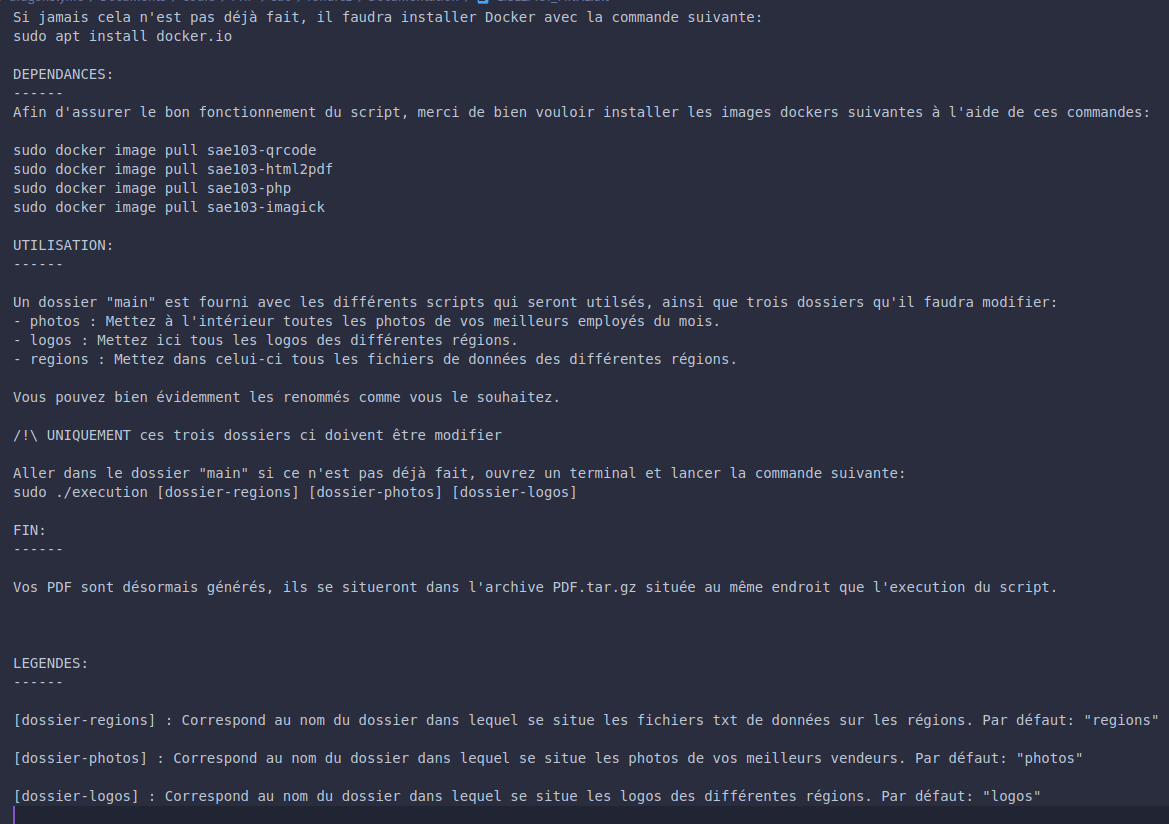 Si jamais cela n'est pas déjà fait, il faudra installer Docker avec la commande suivante:
sudo apt install docker.io
DEPENDANCES:
------
Afin d'assurer le bon fonctionnement du script, merci de bien vouloir installer les images dockers suivantes à l'aide de ces commandes:
sudo docker image pull sae103-qrcode
sudo docker image pull sae103-html2pdf
sudo docker image pull sae103-php
sudo docker image pull sae103-imagick
UTILISATION:
------
Un dossier "main" est fourni avec les différents scripts qui seront utilsés, ainsi que trois dossiers qu'il faudra modifier:
- photos : Mettez à l'intérieur toutes les photos de vos meilleurs employés du mois.
- logos : Mettez ici tous les logos des différentes régions.
- regions : Mettez dans celui-ci tous les fichiers de données des différentes régions.
Vous pouvez bien évidemment les renommés comme vous le souhaitez.
/!\ UNIQUEMENT ces trois dossiers ci doivent être modifier
Aller dans le dossier "main" si ce n'est pas déjà fait, ouvrez un terminal et lancer la commande suivante:
sudo ./execution [dossier-regions] [dossier-photos] [dossier-logos]
FIN:
------
Vos PDF sont désormais générés, ils se situeront dans l'archive PDF.tar.gz située au même endroit que l'execution du script.
LEGENDES:
------
[dossier-regions] : Correspond au nom du dossier dans lequel se situe les fichiers txt de données sur les régions. Par défaut: "regions"
[dossier-photos] : Correspond au nom du dossier dans lequel se situe les photos de vos meilleurs vendeurs. Par défaut: "photos"
[dossier-logos] : Correspond au nom du dossier dans lequel se situe les logos des différentes régions. Par défaut: "logos"